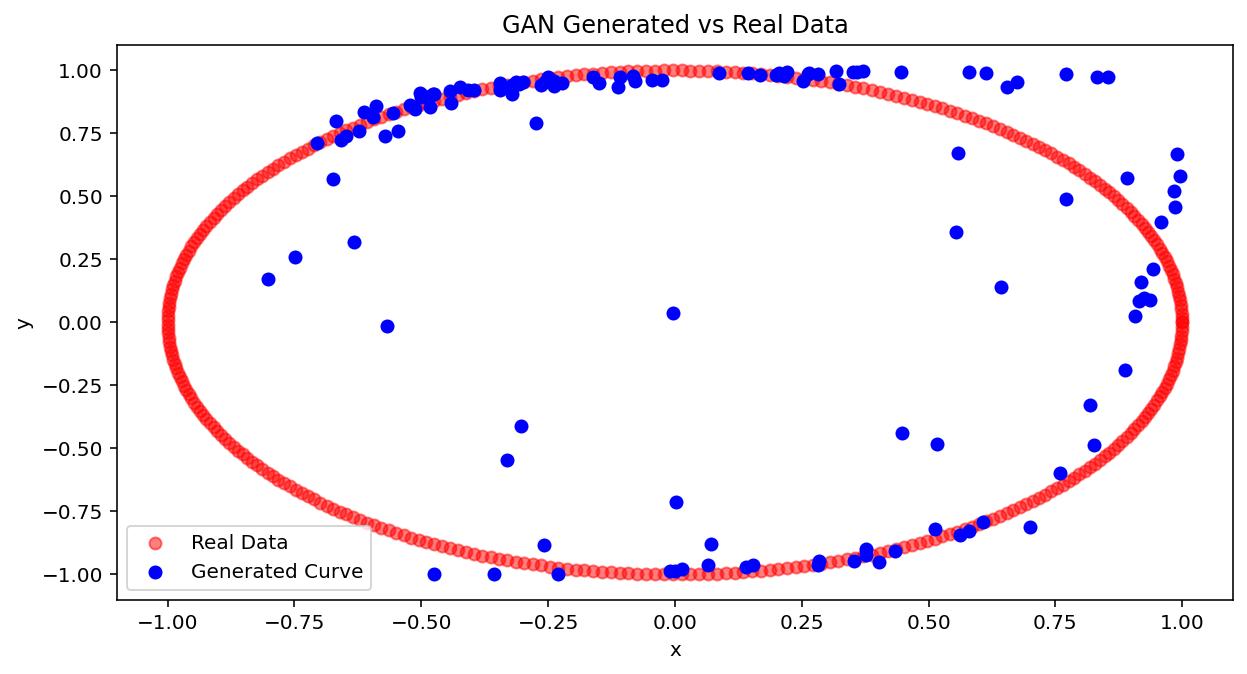 GAN Generated vs Real Data
1.00
0.75
0.50
0.25
0.00
−0.25
−0.50
−0.75
−1.00
y
Real Data
Generated Curve
−1.00 −0.75 −0.50 −0.25 0.00 0.25 0.50 0.75 1.00
x